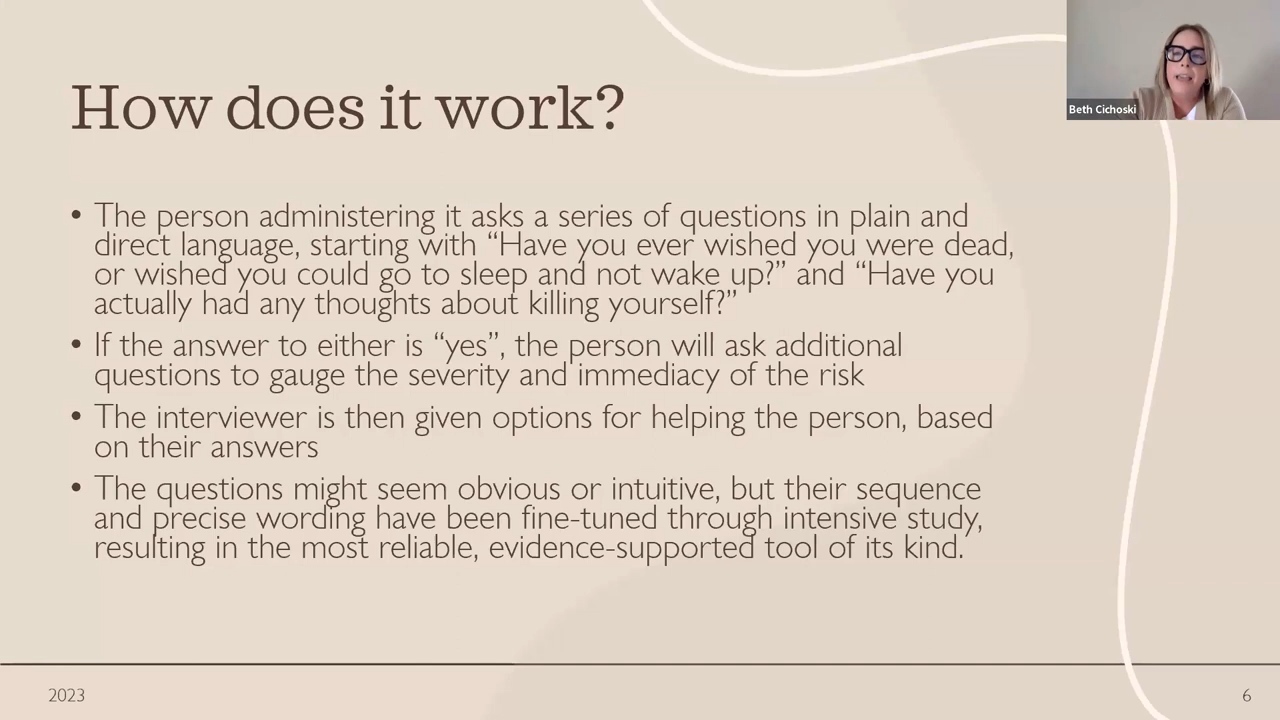 How does it work?
Beth Cichoski
• The person administering it asks a series of questions in plain and
direct language, starting with “Have you ever wished you were dead,
or wished you could go to sleep and not wake up?” and “Have you
actually had any thoughts about killing yourself?”
• If the answer to either is “yes”, the person will ask additional
questions to gauge the severity and immediacy of the risk
• The interviewer is then given options for helping the person, based
on their answers
• The questions might seem obvious or intuitive, but their sequence
and precise wording have been fine-tuned through intensive study,
resulting in the most reliable, evidence-supported tool of its kind.
2023
6